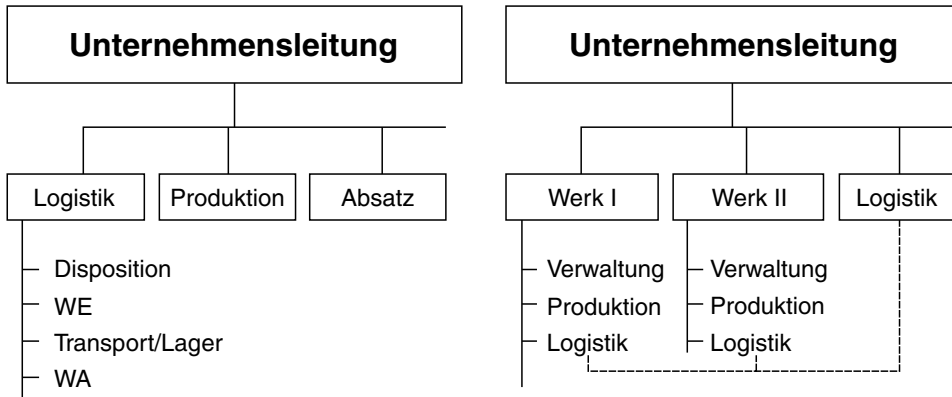 Unternehmensleitung
Logistik
Produktion
Absatz
Disposition
WE
Transport/Lager
WA
Unternehmensleitung
Werk I
Werk II
Logistik
Verwaltung
Produktion
Logistik
Verwaltung
Produktion
Logistik